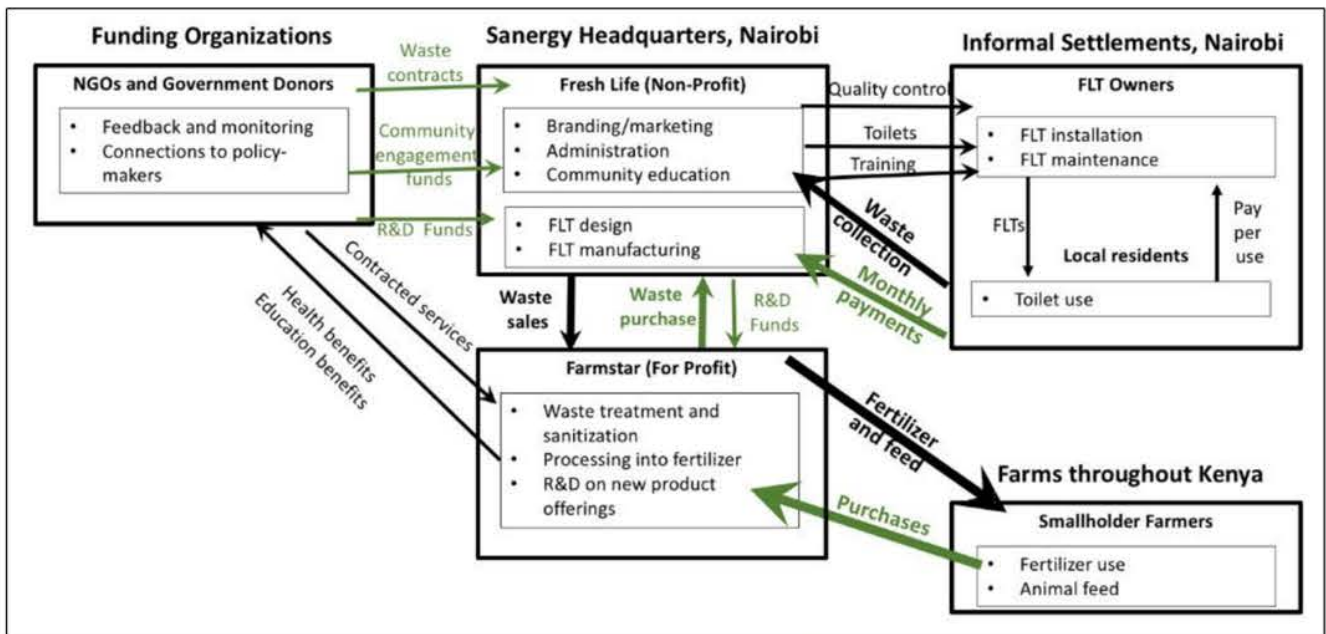 Funding Organizations
NGOs and Government Donors
• Feedback and monitoring
• Connections to policy-
makers
Waste
contracts
Community
engagement
funds
R&D Funds
Sanergy Headquarters, Nairobi
Fresh Life (Non-Profit)
• Branding/marketing
• Administration
• Community education
• FLT design
• FLT manufacturing
Quality control
Toilets
Training
Waste
collection
Monthly
payments
Informal Settlements, Nairobi
FLT Owners
• FLT installation
• FLT maintenance
FLTs
Pay
per
use
Local residents
• Toilet use
Contracted services
Health benefits
Education benefits
Waste
sales
Waste
purchase
R&D
Funds
Farmstar (For Profit)
• Waste treatment and
sanitization
• Processing into fertilizer
• R&D on new product
offerings
Fertilizer
and feed
Purchases
Farms throughout Kenya
Smallholder Farmers
• Fertilizer use
• Animal feed